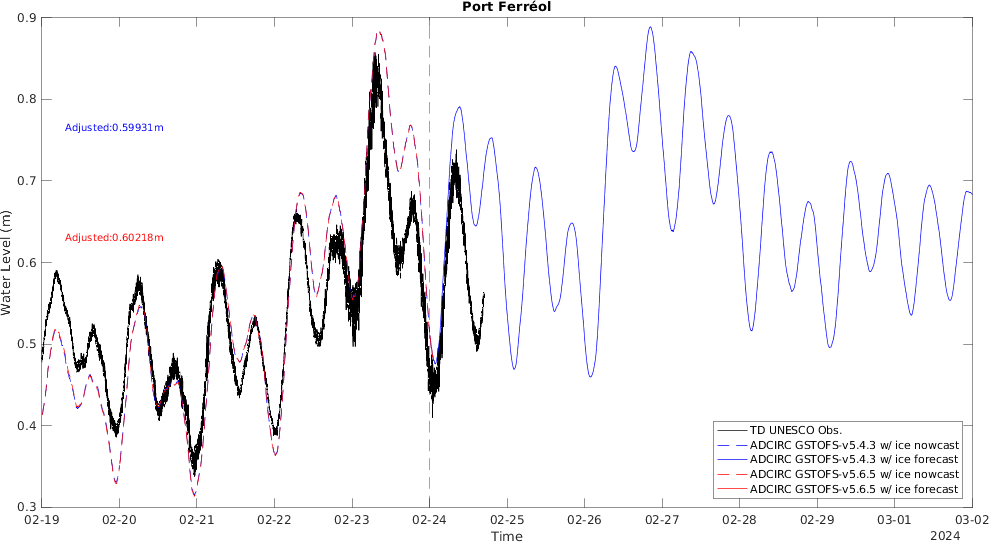 Port Ferréol
0.9
0.8
0.7
0.6
0.5
0.4
0.3
Water Level (m)
Adjusted:0.59931m
Adjusted:0.60218m
TD UNESCO Obs.
ADCIRC GSTOFS-v5.4.3 w/ ice nowcast
ADCIRC GSTOFS-v5.4.3 w/ ice forecast
ADCIRC GSTOFS-v5.6.5 w/ ice nowcast
ADCIRC GSTOFS-v5.6.5 w/ ice forecast
02-19 02-20 02-21 02-22 02-23 02-24 02-25 02-26 02-27 02-28 02-29 03-01 03-02
Time
2024